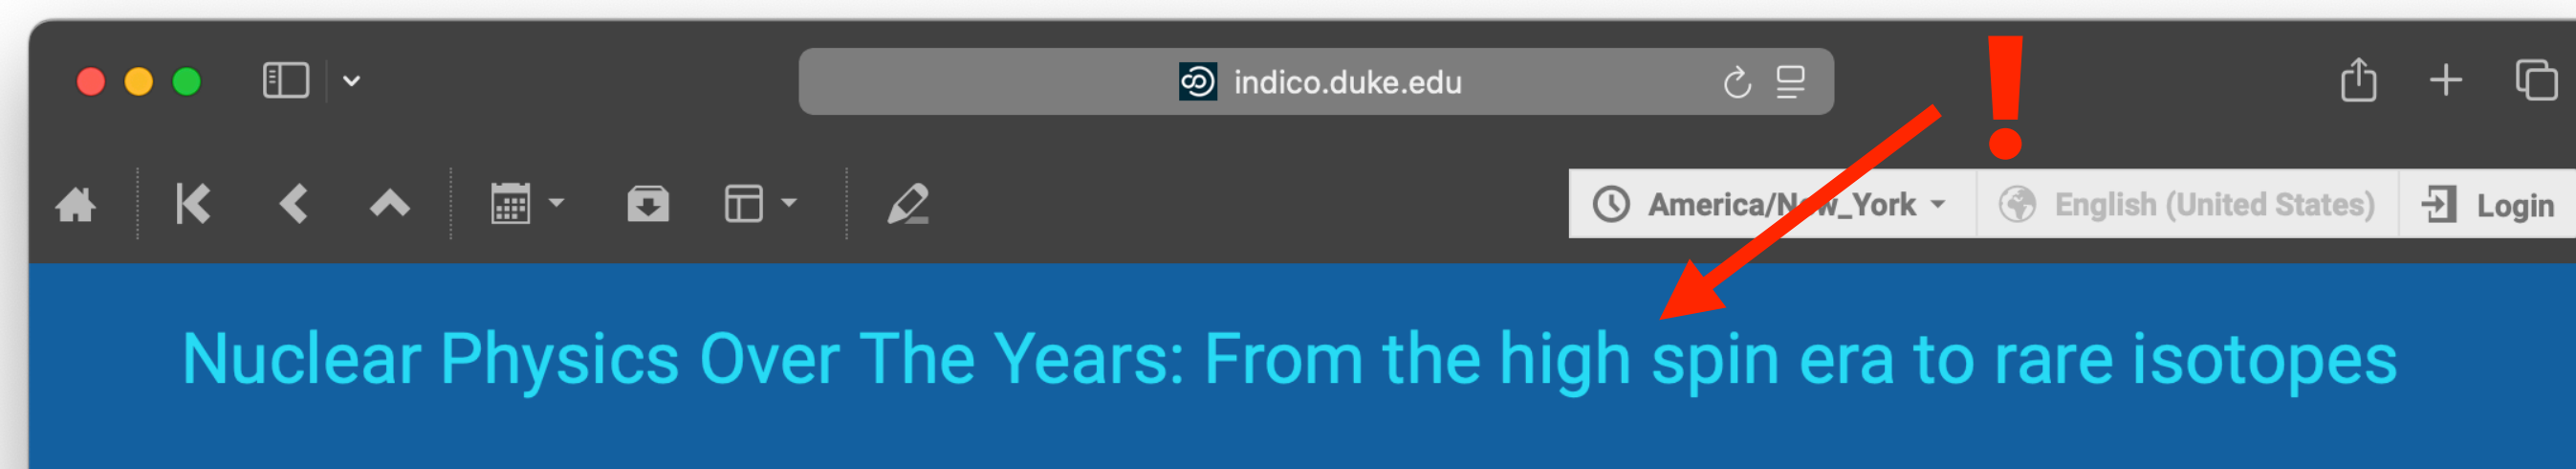 indico.duke.edu
!
America/New_York English (United States) Login
Nuclear Physics Over The Years: From the high spin era to rare isotopes